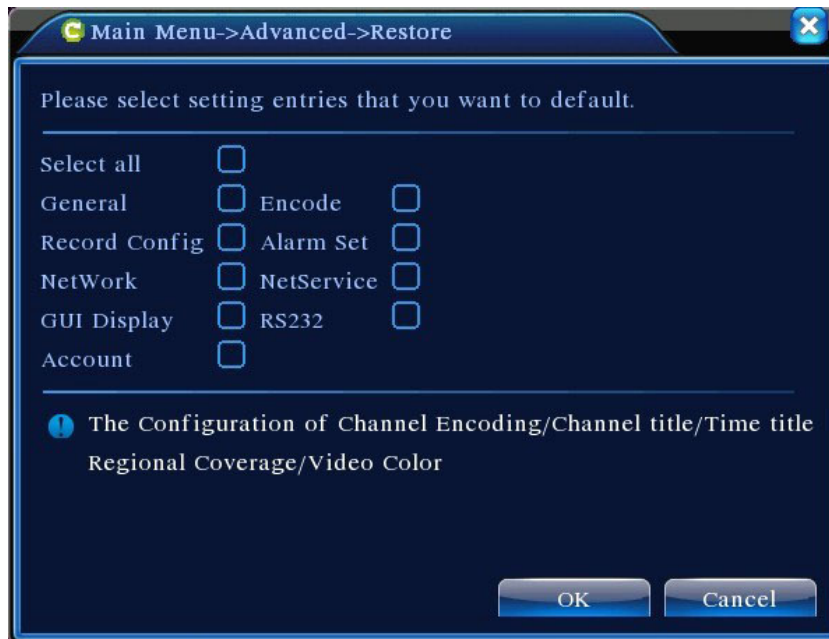 Main Menu->Advanced->Restore
Please select setting entries that you want to default.
Select all
General Encode
Record Config Alarm Set
NetWork NetService
GUI Display RS232
Account
The Configuration of Channel Encoding/Channel title/Time title
Regional Coverage/Video Color
OK Cancel